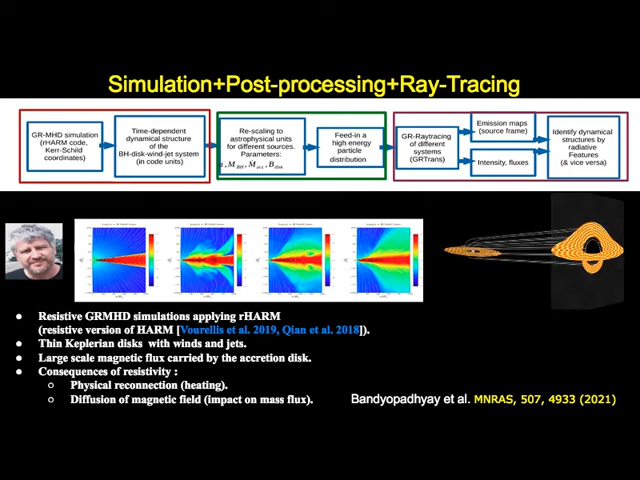 Simulation+Post-processing+Ray-Tracing
GR-MHD simulation
(rHARM code,
Kerr-Schild
coordinates)
Time-dependent
dynamical structure
of the
BH-disk-wind-jet system
(in code units)
Re-scaling to
astrophysical units
for different sources.
Parameters:
Feed-in a
high energy
particle
distribution
GR-Raytracing
of different
systems
(GRTrans)
Emission maps
(source frame)
Intensity, fluxes
Identify dynamical
structures by
radiative
Features
(& vice versa)
● Resistive GRMHD simulations applying rHARM
(resistive version of HARM [Vourellis et al. 2019, Qian et al. 2018]).
● Thin Keplerian disks with winds and jets.
● Large scale magnetic flux carried by the accretion disk.
● Consequences of resistivity :
○ Physical reconnection (heating).
○ Diffusion of magnetic field (impact on mass flux).
Bandyopadhyay et al. MNRAS, 507, 4933 (2021)